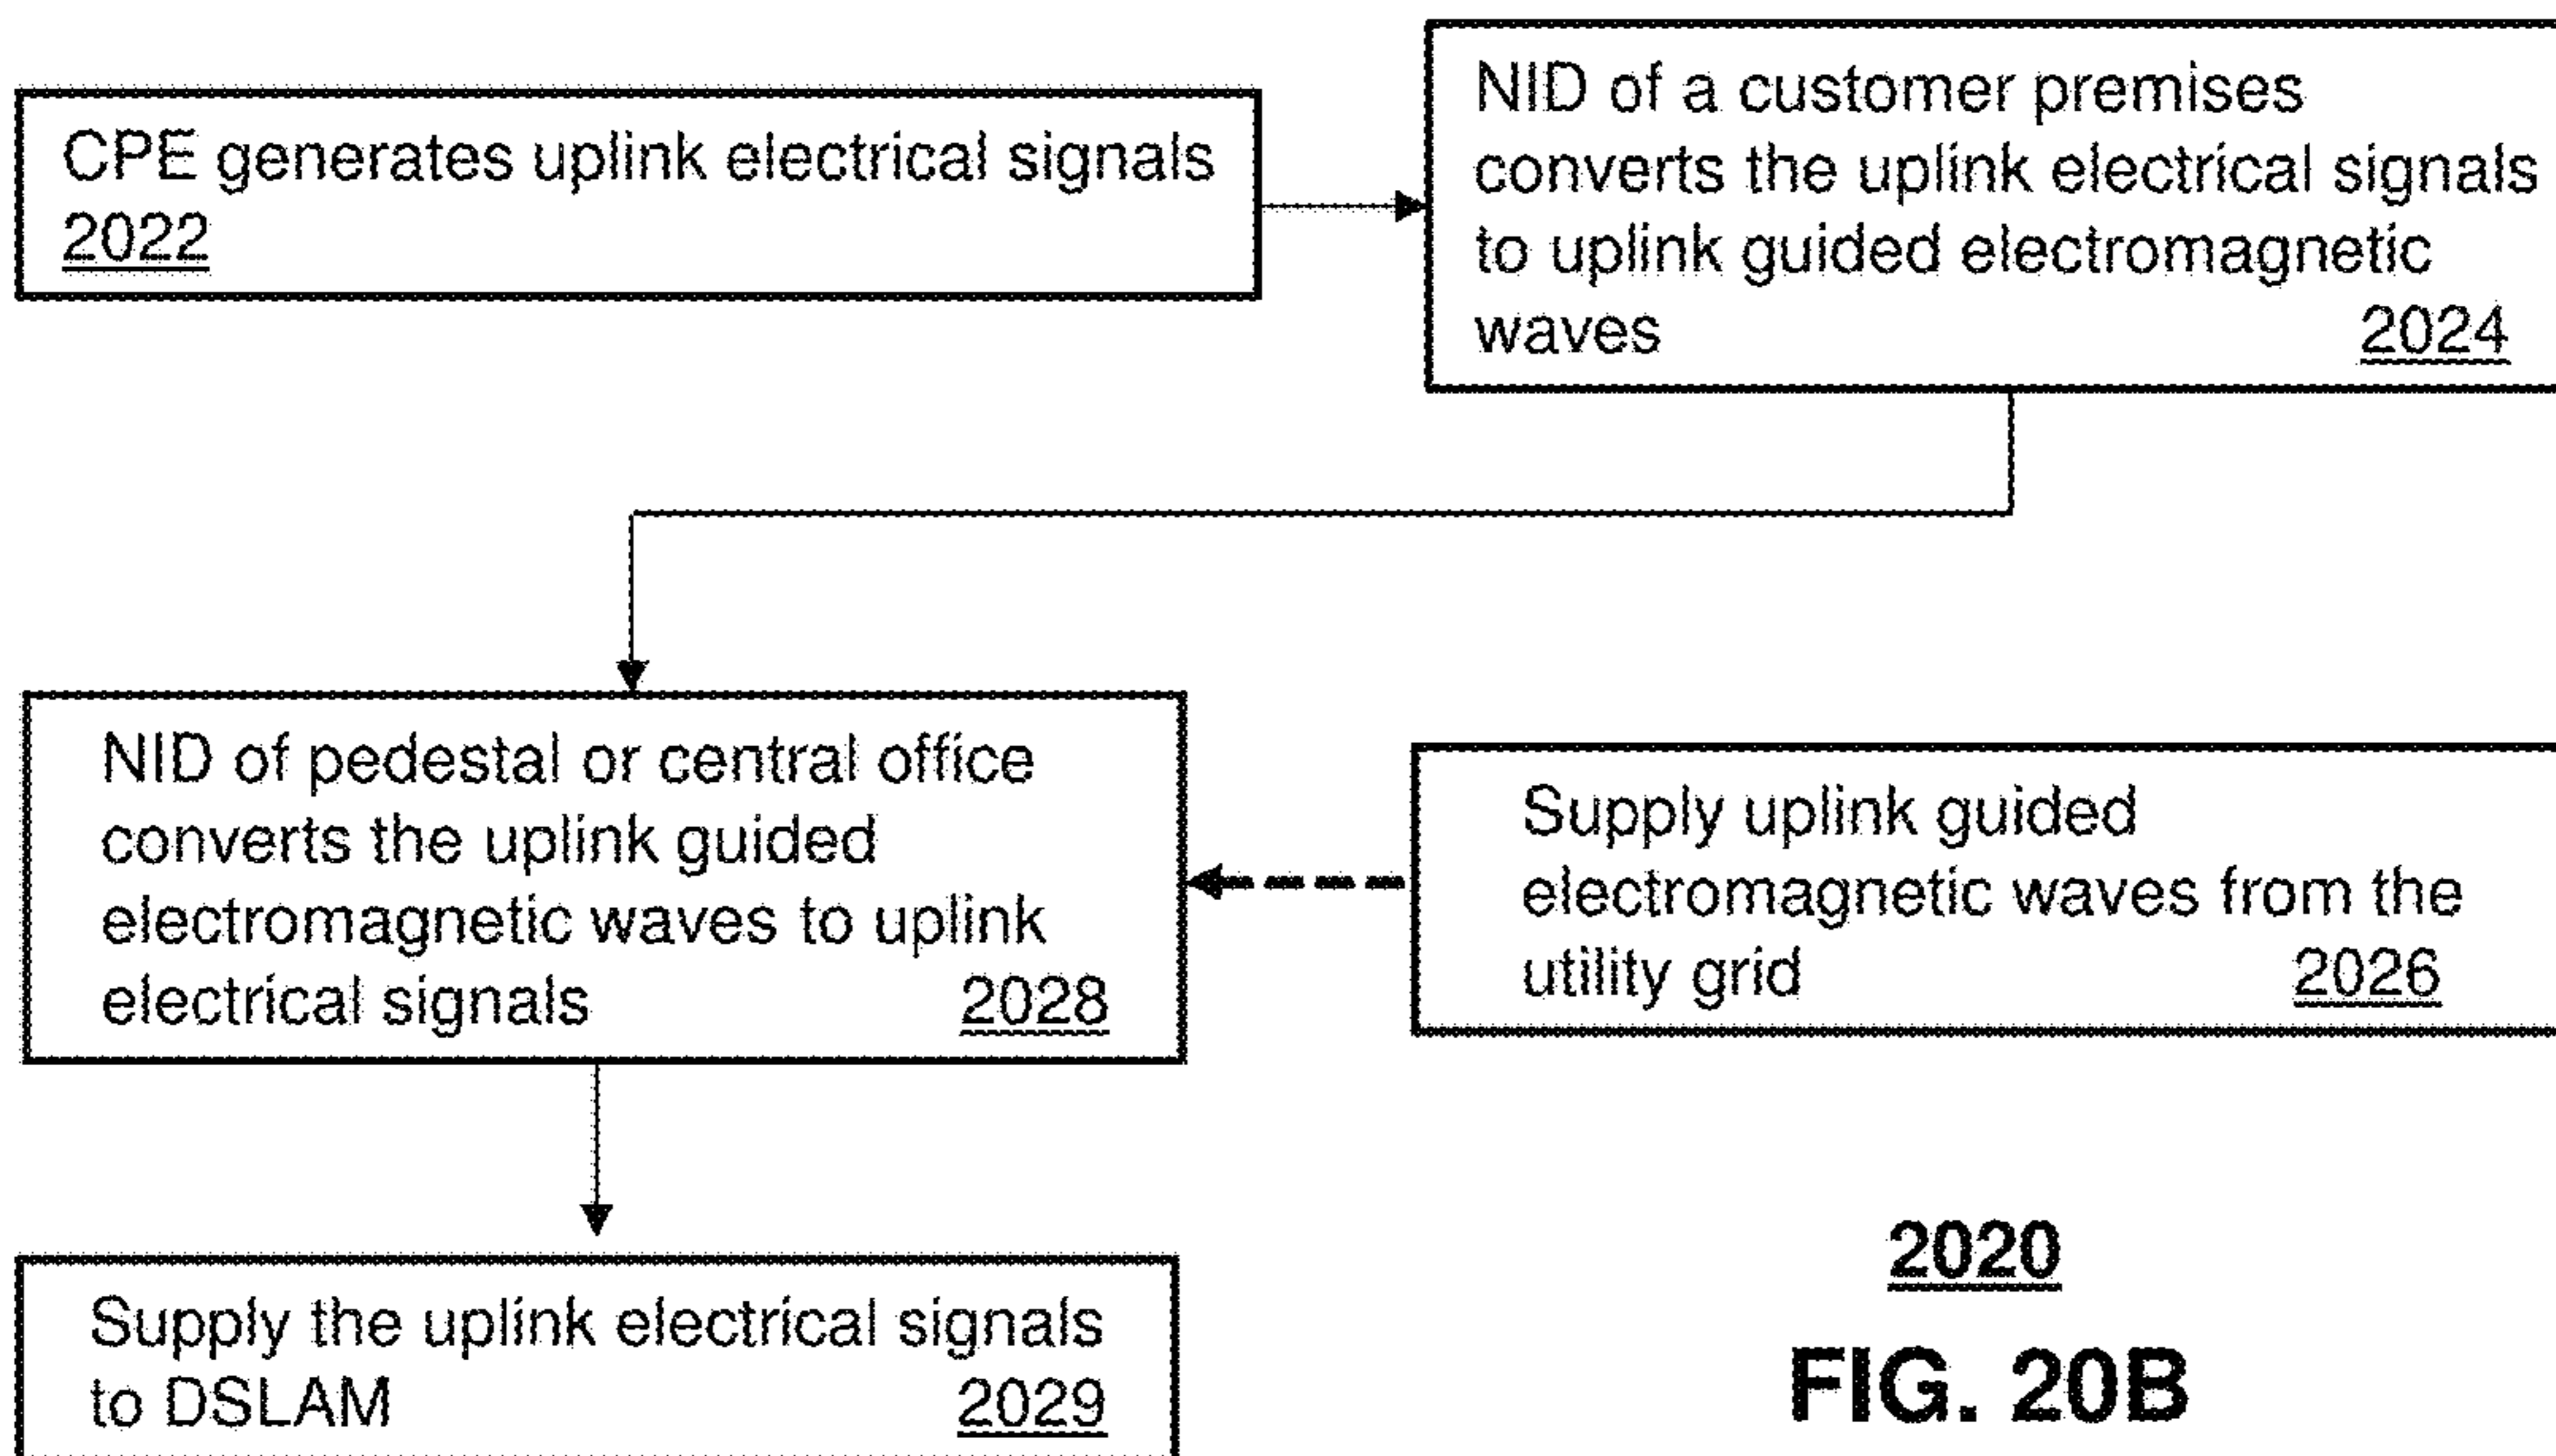 CPE generates uplink electrical signals
2022
NID of a customer premises
converts the uplink electrical signals
to uplink guided electromagnetic
waves 2024
NID of pedestal or central office
converts the uplink guided
electromagnetic waves to uplink
electrical signals 2028
Supply uplink guided
electromagnetic waves from the
utility grid 2026
Supply the uplink electrical signals
to DSLAM 2029
2020
FIG. 20B